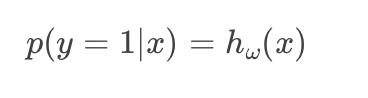 p(y = 1|x) = h_ω(x)